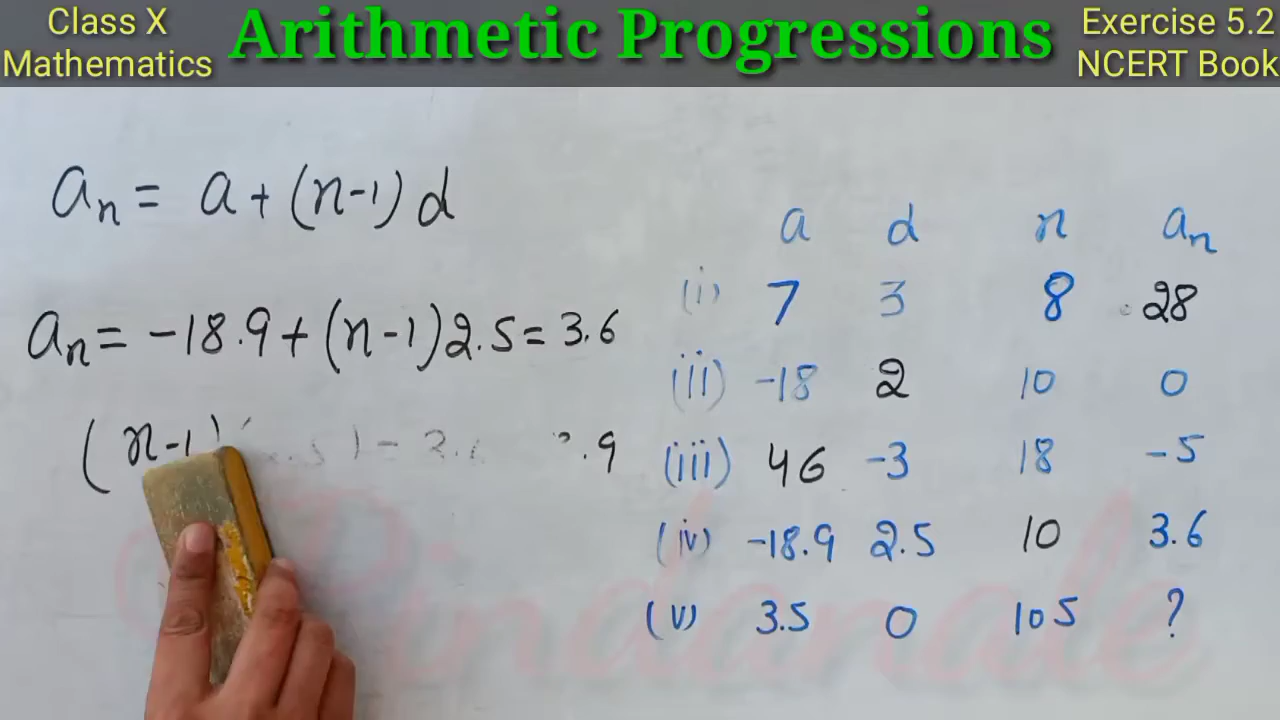 Class X
Mathematics
Arithmetic Progressions
Exercise 5.2
NCERT Book
aₙ = a + (n-1) d
aₙ = -18.9 + (n-1)2.5 = 3.6
(n-1)
.9
a d n aₙ
(i) 7 3 8 28
(ii) -18 2 10 0
(iii) 46 -3 18 -5
(iv) -18.9 2.5 10 3.6
(v) 3.5 0 105 ?
Pindanale